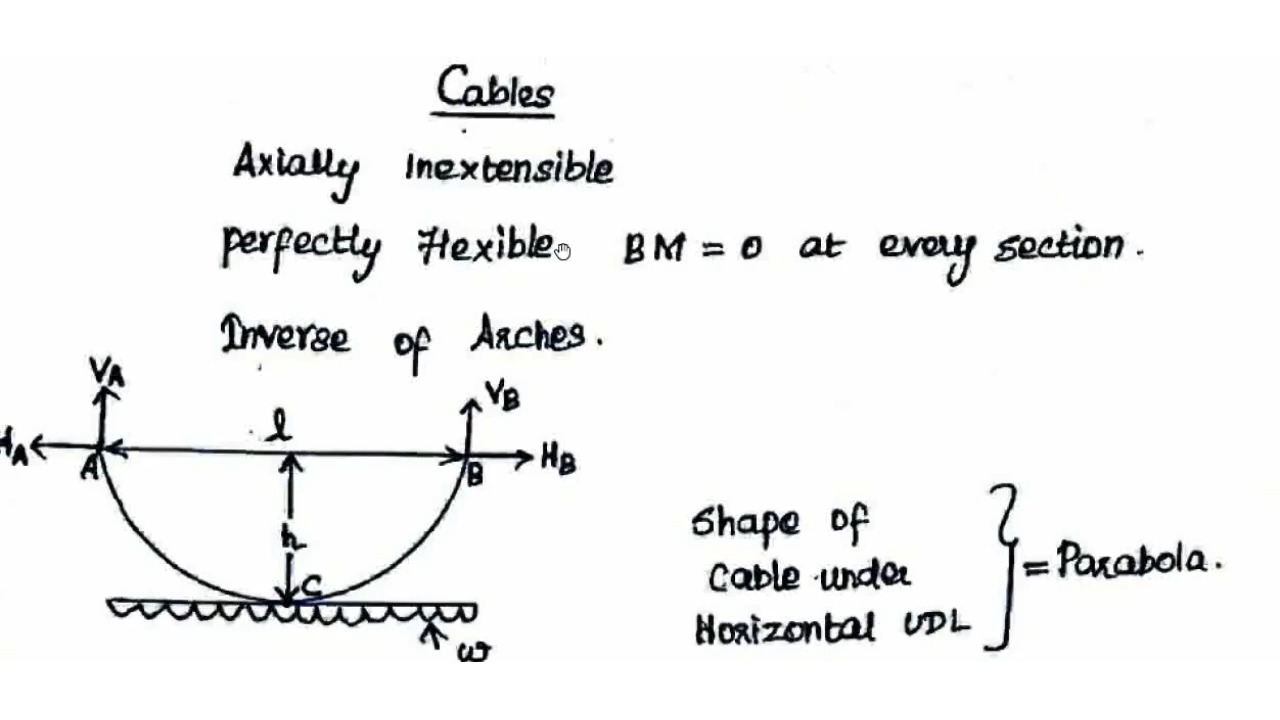 Cables
Axially Inextensible
perfectly Flexible. BM = 0 at every section.
Inverse of Arches.
VA
VB
l
HA
A
B
HB
h
C
w
Shape of
Cable under
Horizontal UDL
= Parabola.